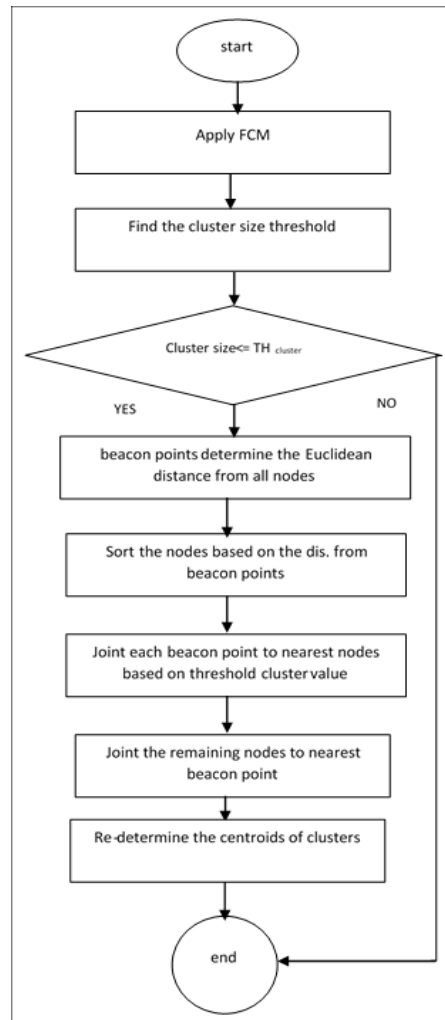 start
Apply FCM
Find the cluster size threshold
Cluster size<= TH cluster
YES
NO
beacon points determine the Euclidean
distance from all nodes
Sort the nodes based on the dis. from
beacon points
Joint each beacon point to nearest nodes
based on threshold cluster value
Joint the remaining nodes to nearest
beacon point
Re-determine the centroids of clusters
end